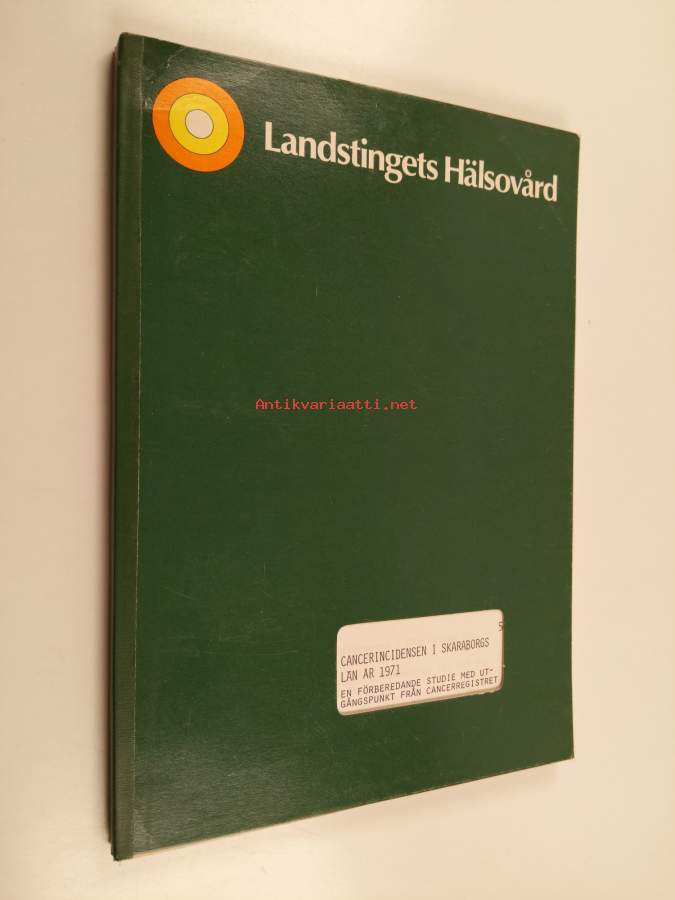 Landstingets Hälsovård
Antikvariaatti.net
5
CANCERINCIDENSEN I SKARABORGS
LÄN ÅR 1971
EN FÖRBEREDANDE STUDIE MED UT-
GÅNGSPUNKT FRÅN CANCERREGISTRET